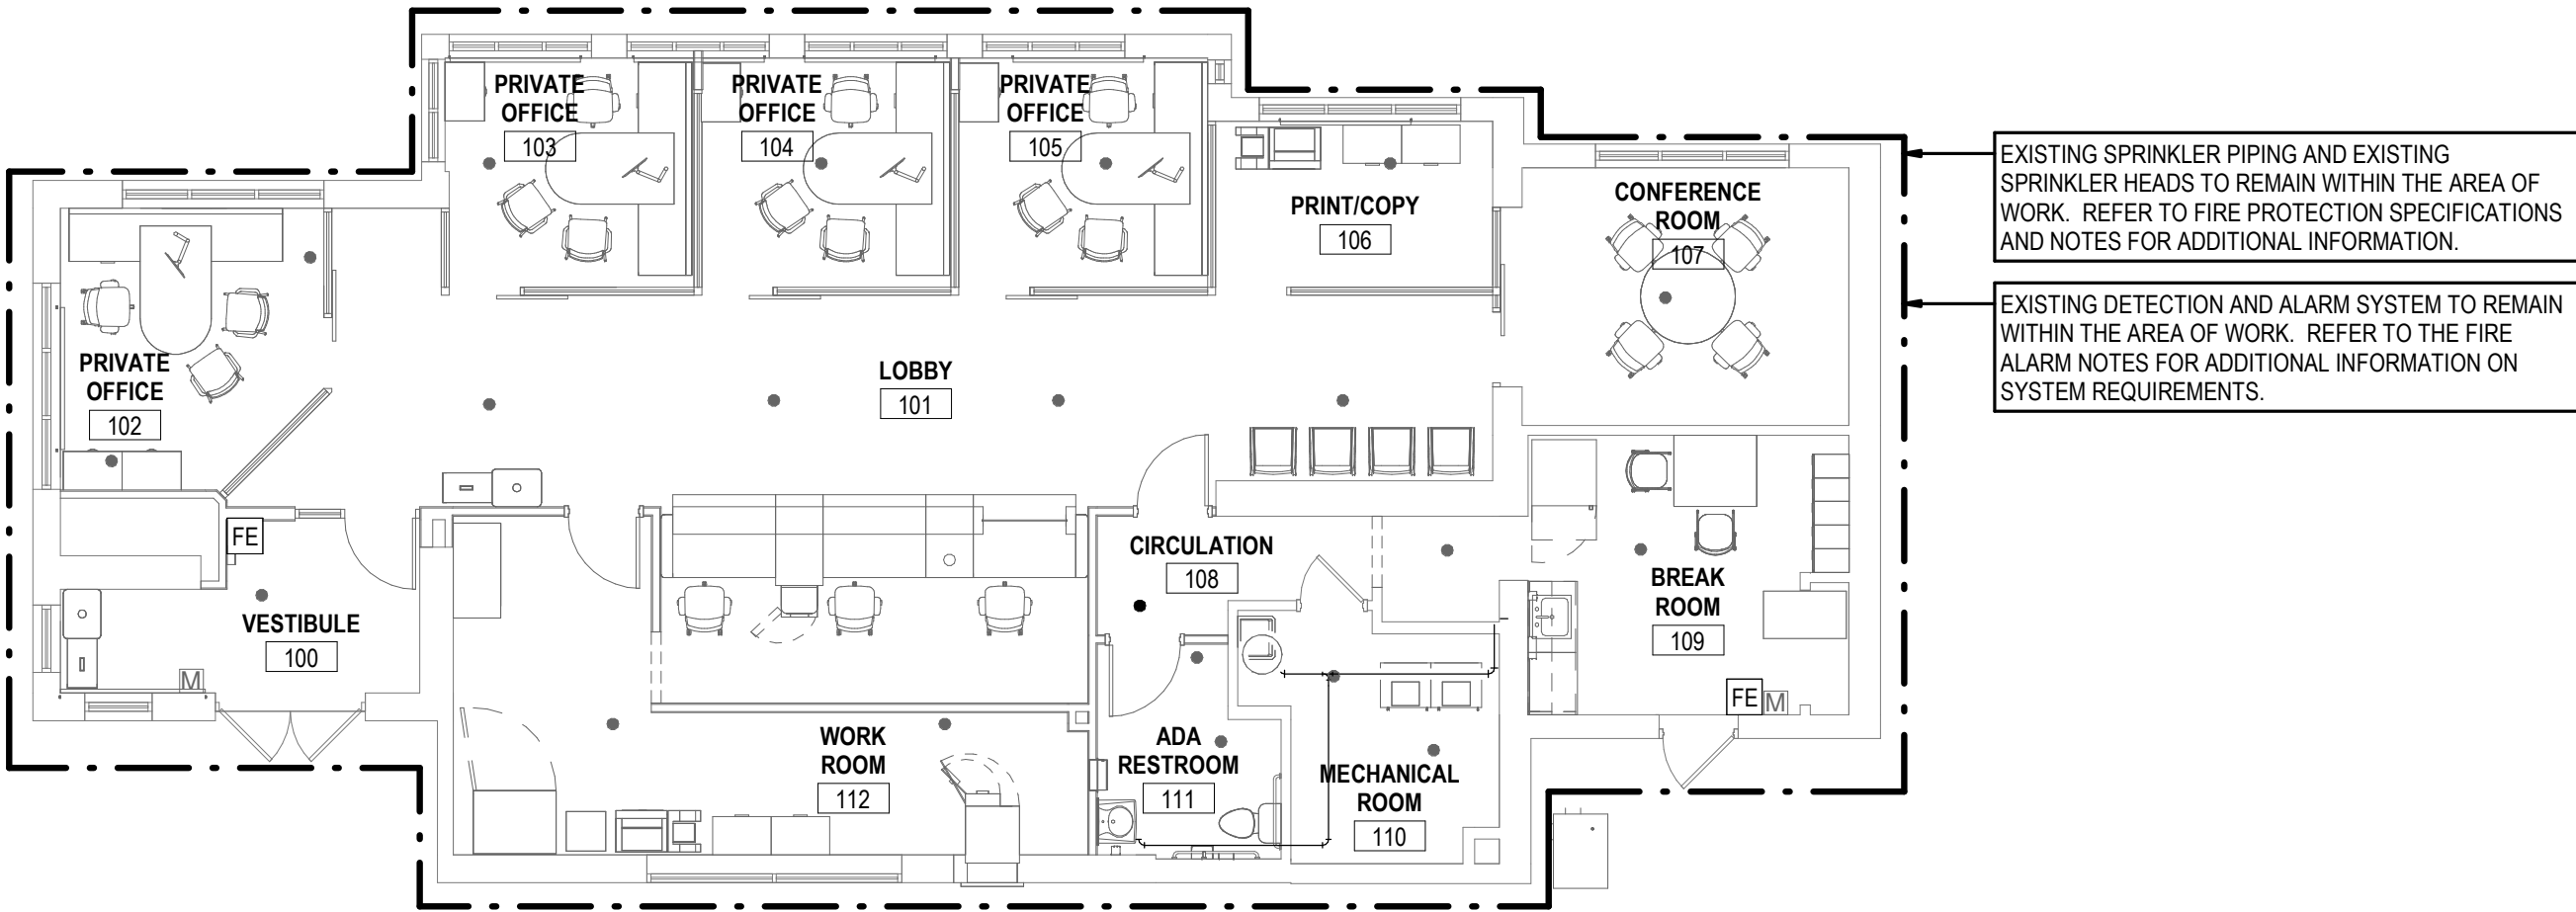 PRIVATE
OFFICE
103
PRIVATE
OFFICE
104
PRIVATE
OFFICE
105
PRINT/COPY
106
CONFERENCE
ROOM
107
EXISTING SPRINKLER PIPING AND EXISTING
SPRINKLER HEADS TO REMAIN WITHIN THE AREA OF
WORK. REFER TO FIRE PROTECTION SPECIFICATIONS
AND NOTES FOR ADDITIONAL INFORMATION.
EXISTING DETECTION AND ALARM SYSTEM TO REMAIN
WITHIN THE AREA OF WORK. REFER TO THE FIRE
ALARM NOTES FOR ADDITIONAL INFORMATION ON
SYSTEM REQUIREMENTS.
PRIVATE
OFFICE
102
LOBBY
101
FE
VESTIBULE
100
M
CIRCULATION
108
BREAK
ROOM
109
FE
M
WORK
ROOM
112
ADA
RESTROOM
111
MECHANICAL
ROOM
110